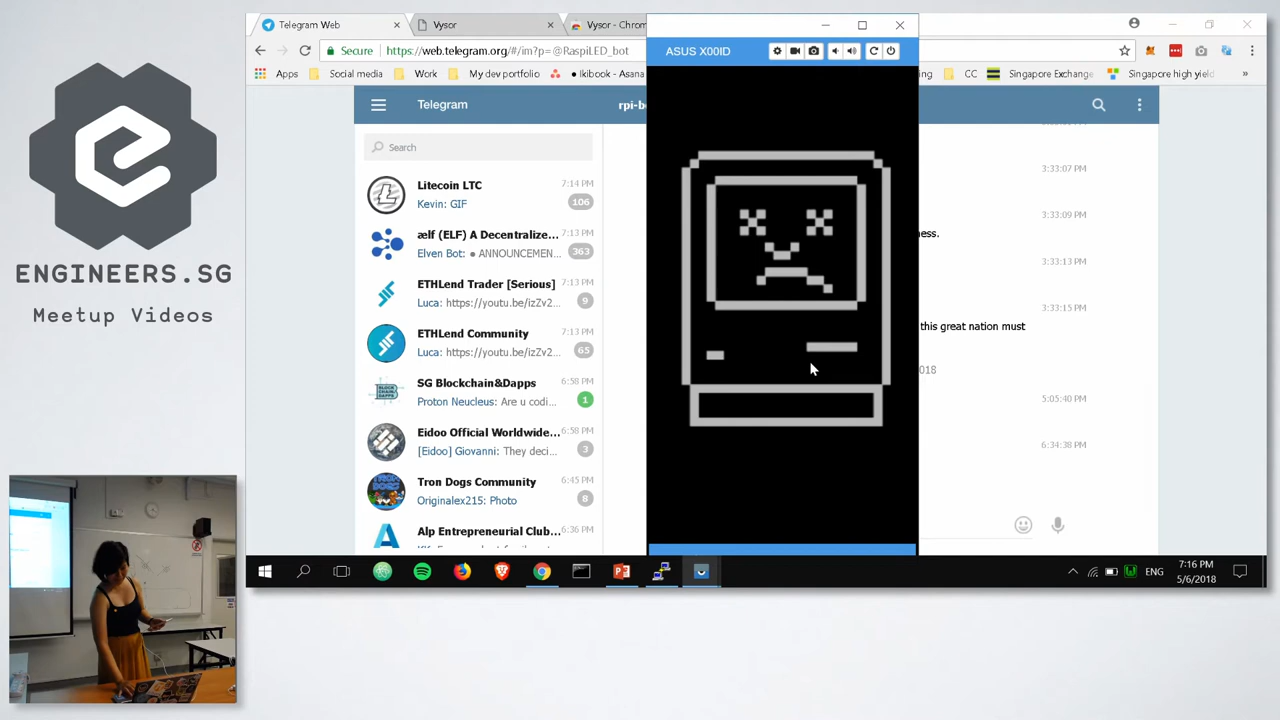 ENGINEERS.SG
Meetup Videos
Telegram Web
Vysor
Vysor - Chrom
ASUS X00ID
Secure
https://web.telegram.org/#/im?p=@RaspiLED_bot
Apps
Social media
Work
My dev portfolio
Ikibook - Asana
CC
Singapore Exchange
Singapore high yield
»
Telegram
rpi-b
Search
Litecoin LTC
7:14 PM
Kevin: GIF
106
ælf (ELF) A Decentralize...
7:13 PM
Elven Bot: ● ANNOUNCEMEN...
363
ETHLend Trader [Serious]
7:13 PM
Luca: https://youtu.be/izZv2...
9
ETHLend Community
7:13 PM
Luca: https://youtu.be/izZv2...
65
SG Blockchain&Dapps
6:58 PM
Proton Neucleus: Are u codi...
1
Eidoo Official Worldwide...
6:58 PM
[Eidoo] Giovanni: They deci...
3
Tron Dogs Community
6:45 PM
Originalex215: Photo
8
Alp Entrepreneurial Club...
6:36 PM
3:33:07 PM
3:33:09 PM
ness.
3:33:13 PM
3:33:15 PM
this great nation must
018
5:05:40 PM
6:34:38 PM
ENG
7:16 PM
5/6/2018